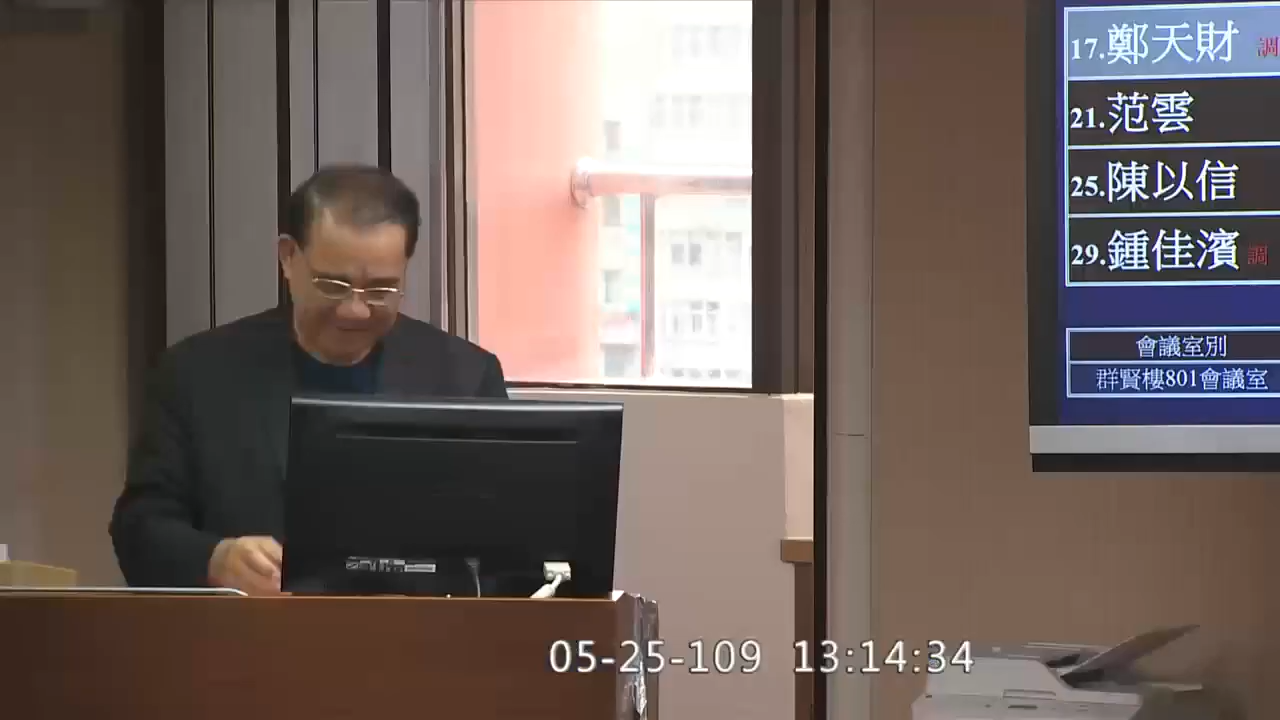 17.鄭天財 調
21.范雲
25.陳以信
29.鍾佳濱 調
會議室別
群賢樓801會議室
05-25-109 13:14:34